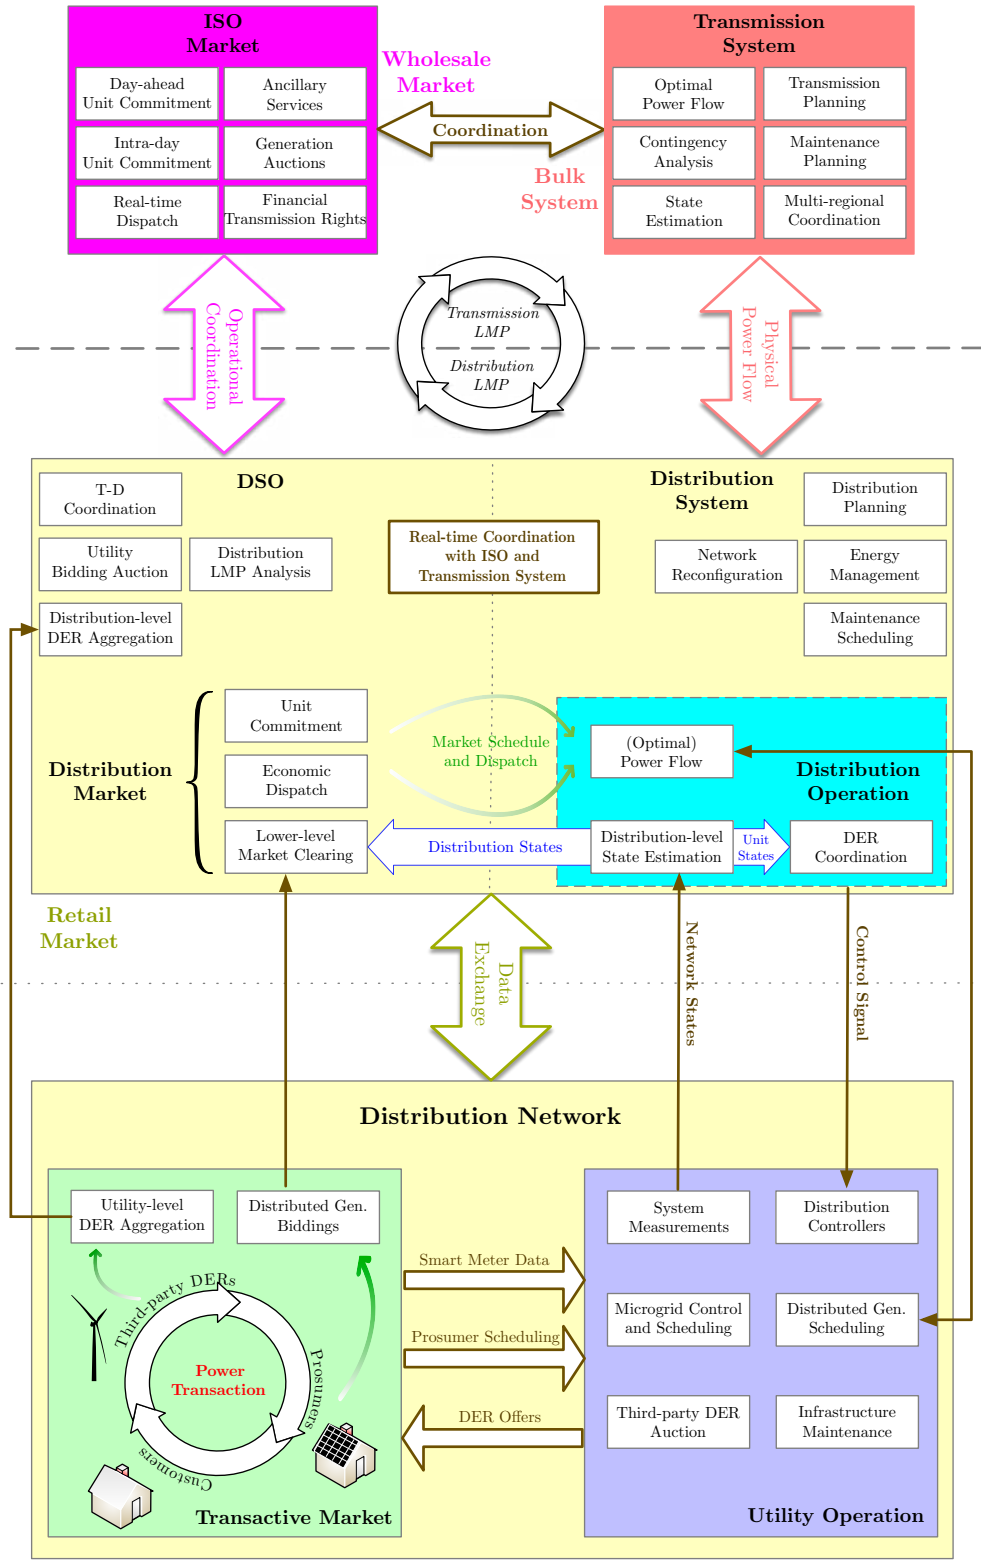 ISO
Market
Day-ahead
Unit Commitment
Ancillary
Services
Intra-day
Unit Commitment
Generation
Auctions
Real-time
Dispatch
Financial
Transmission Rights
Wholesale
Market
Coordination
Bulk
System
Transmission
System
Optimal
Power Flow
Transmission
Planning
Contingency
Analysis
Maintenance
Planning
State
Estimation
Multi-regional
Coordination
Operational
Coordination
Transmission
LMP
Distribution
LMP
Physical
Power Flow
DSO
T-D
Coordination
Utility
Bidding Auction
Distribution
LMP Analysis
Distribution-level
DER Aggregation
Real-time Coordination
with ISO and
Transmission System
Distribution
System
Distribution
Planning
Network
Reconfiguration
Energy
Management
Maintenance
Scheduling
Distribution
Market
Unit
Commitment
Economic
Dispatch
Lower-level
Market Clearing
Market Schedule
and Dispatch
(Optimal)
Power Flow
Distribution
Operation
Distribution States
Distribution-level
State Estimation
Unit
States
DER
Coordination
Retail
Market
Data
Exchange
Network States
Control Signal
Distribution Network
Utility-level
DER Aggregation
Distributed Gen.
Biddings
Third-party DERs
Prosumers
Customers
Power
Transaction
Transactive Market
Smart Meter Data
Prosumer Scheduling
DER Offers
System
Measurements
Distribution
Controllers
Microgrid Control
and Scheduling
Distributed Gen.
Scheduling
Third-party DER
Auction
Infrastructure
Maintenance
Utility Operation